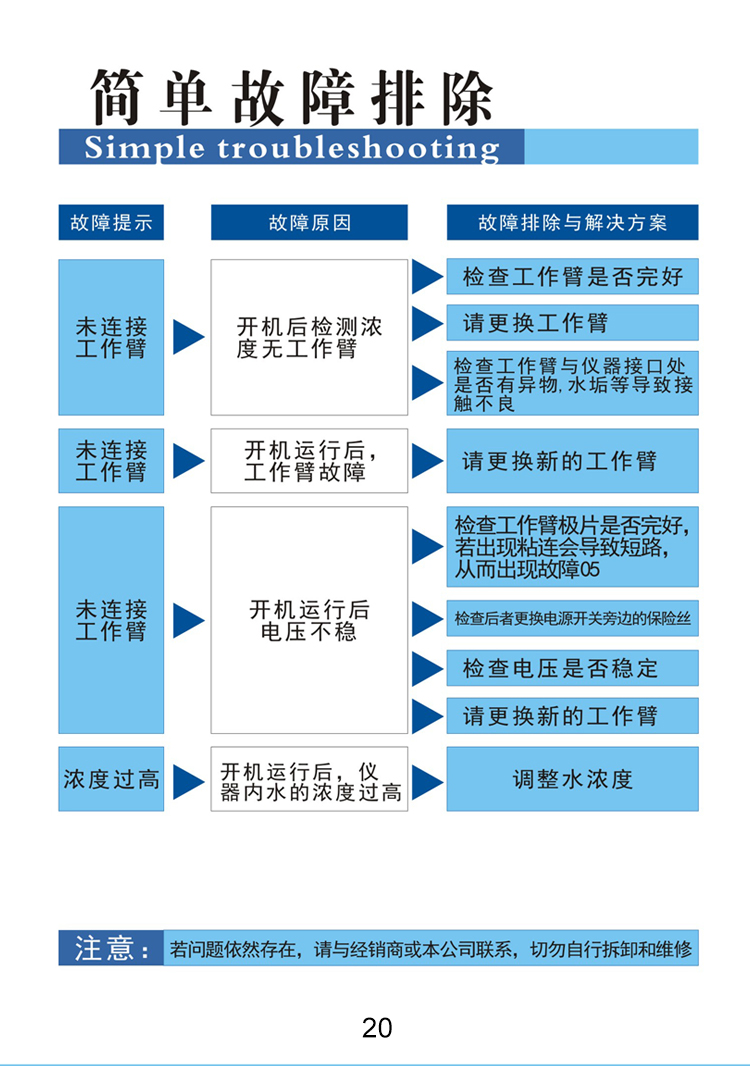 简单故障排除
Simple troubleshooting
故障提示
故障原因
故障排除与解决方案
未连接
工作臂
开机后检测浓
度无工作臂
检查工作臂是否完好
请更换工作臂
检查工作臂与仪器接口处
是否有异物,水垢等导致接
触不良
未连接
工作臂
开机运行后，
工作臂故障
请更换新的工作臂
未连接
工作臂
开机运行后
电压不稳
检查工作臂极片是否完好，
若出现粘连会导致短路，
从而出现故障05
检查后者更换电源开关旁边的保险丝
检查电压是否稳定
请更换新的工作臂
浓度过高
开机运行后，仪
器内水的浓度过高
调整水浓度
注意：
若问题依然存在，请与经销商或本公司联系，切勿自行拆卸和维修
20